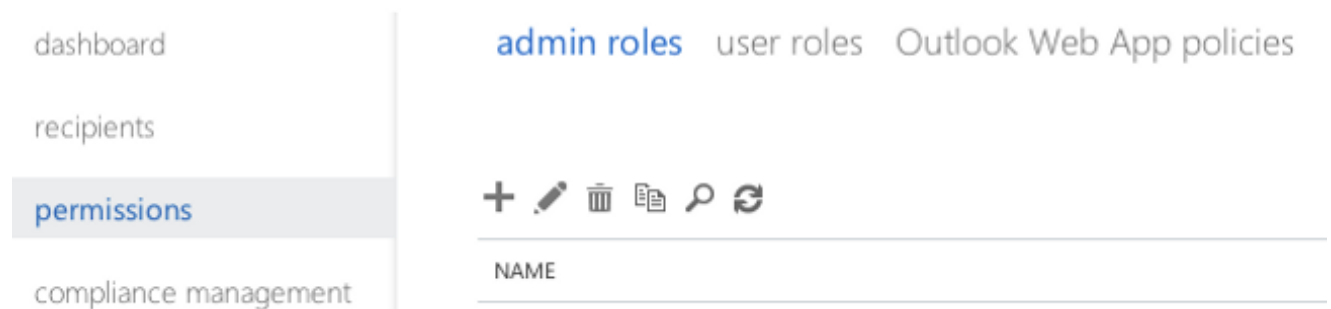 dashboard
recipients
permissions
compliance management
admin roles user roles Outlook Web App policies
NAME